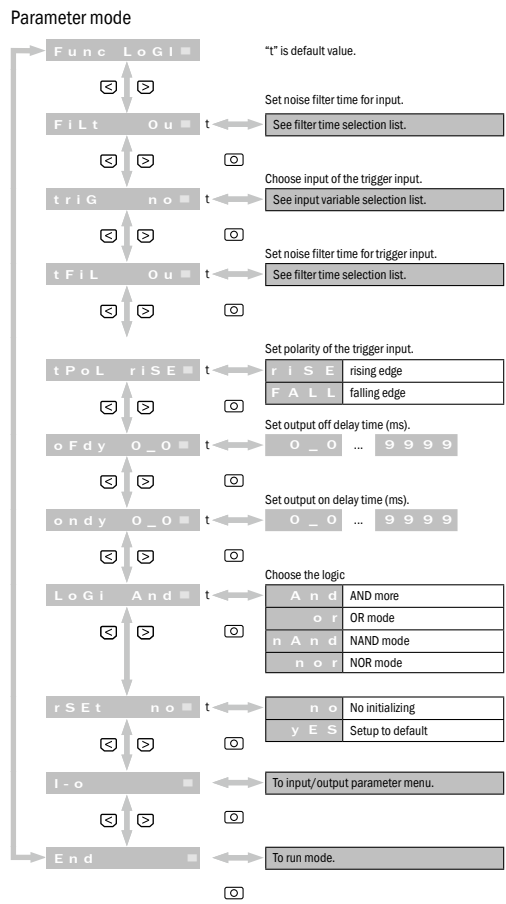 Parameter mode
Func LoGI
"t" is default value.
Set noise filter time for input.
FiLt 0u t
See filter time selection list.
Choose input of the trigger input.
triG no t
See input variable selection list.
Set noise filter time for trigger input.
tFiL 0u t
See filter time selection list.
Set polarity of the trigger input.
tPoL riSE t
riSE rising edge
FALL falling edge
Set output off delay time (ms).
oFdy 0_0 t
0_0 ... 9999
Set output on delay time (ms).
ondy 0_0 t
0_0 ... 9999
Choose the logic
LoGi And t
And AND more
or OR mode
nAnd NAND mode
nor NOR mode
rSEt no t
no No initializing
yES Setup to default
I-o
To input/output parameter menu.
End
To run mode.